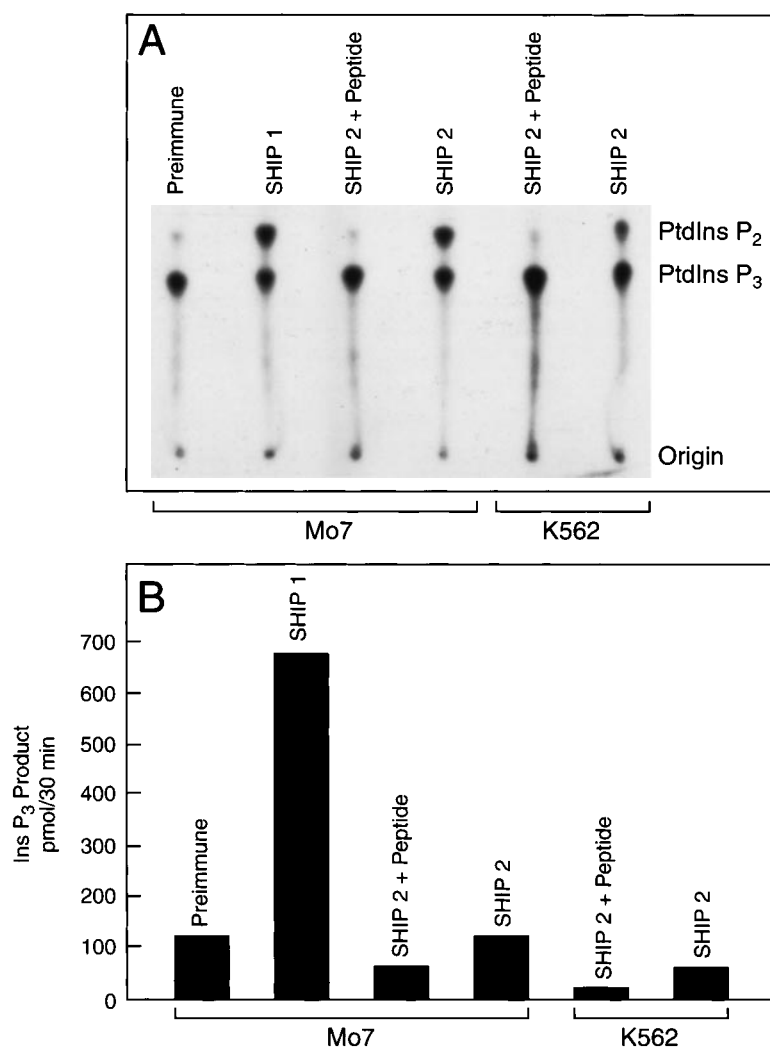 A
Preimmune
SHIP 1
SHIP 2 + Peptide
SHIP 2
SHIP 2 + Peptide
SHIP 2
PtdIns P2
PtdIns P3
Origin
Mo7
K562
B
Ins P3 Product
pmol/30 min
700
600
500
400
300
200
100
0
Preimmune
SHIP 1
SHIP 2 + Peptide
SHIP 2
SHIP 2 + Peptide
SHIP 2
Mo7
K562